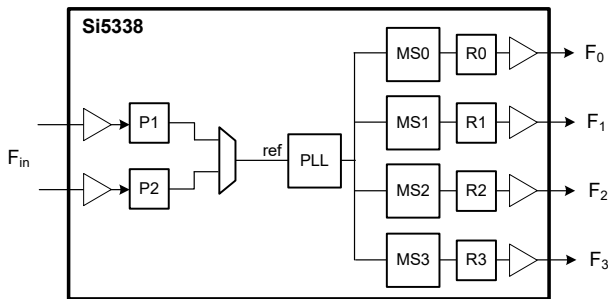 Si5338
MS0 R0 F0
P1 MS1 R1 F1
Fin ref PLL
P2 MS2 R2 F2
MS3 R3 F3